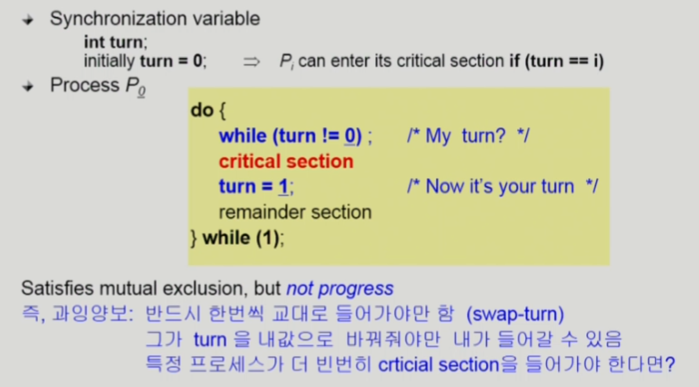 Synchronization variable
int turn;
initially turn = 0; ⇒ Pi can enter its critical section if (turn == i)
Process P0
do {
while (turn != 0) ; /* My turn? */
critical section
turn = 1; /* Now it's your turn */
remainder section
} while (1);
Satisfies mutual exclusion, but not progress
즉, 과잉양보: 반드시 한번씩 교대로 들어가야만 함 (swap-turn)
그가 turn 을 내값으로 바꿔줘야만 내가 들어갈 수 있음
특정 프로세스가 더 빈번히 crticial section을 들어가야 한다면?